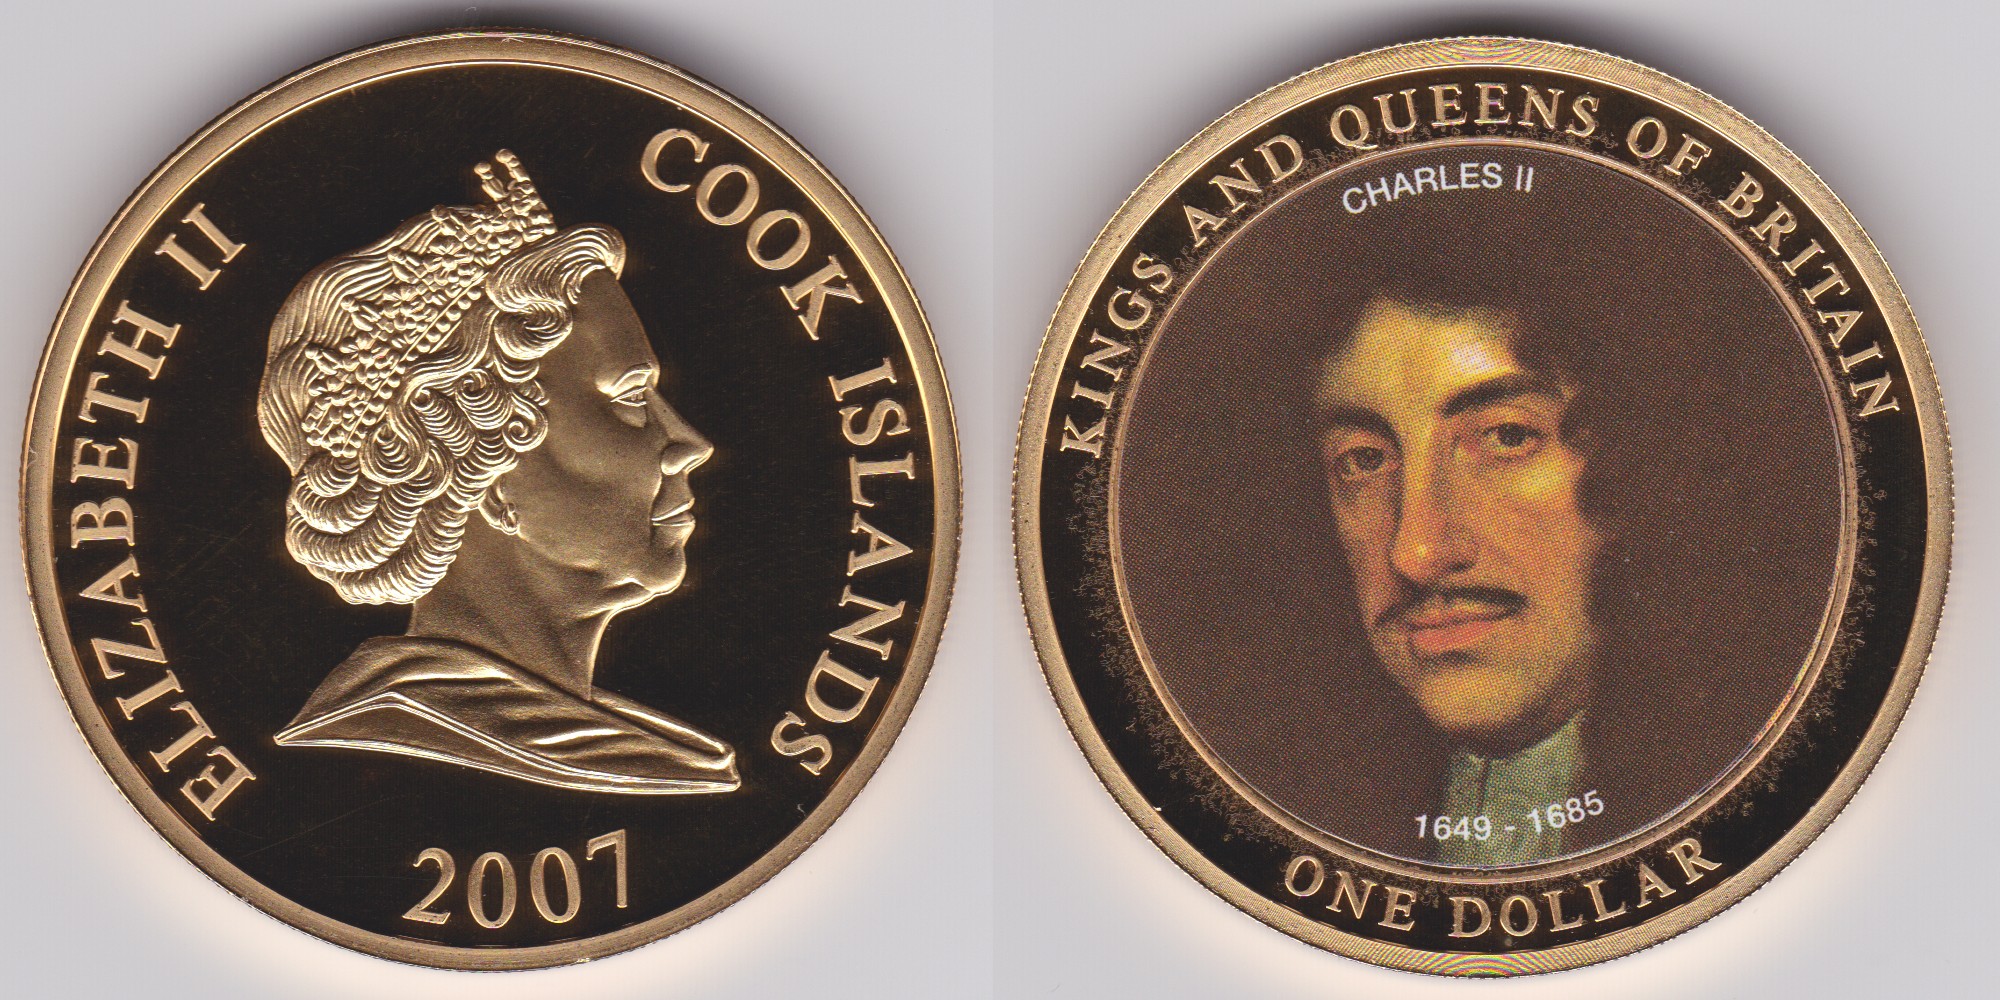 ELIZABETH II
COOK ISLANDS
2007
KINGS AND QUEENS OF BRITAIN
CHARLES II
1649 - 1685
ONE DOLLAR